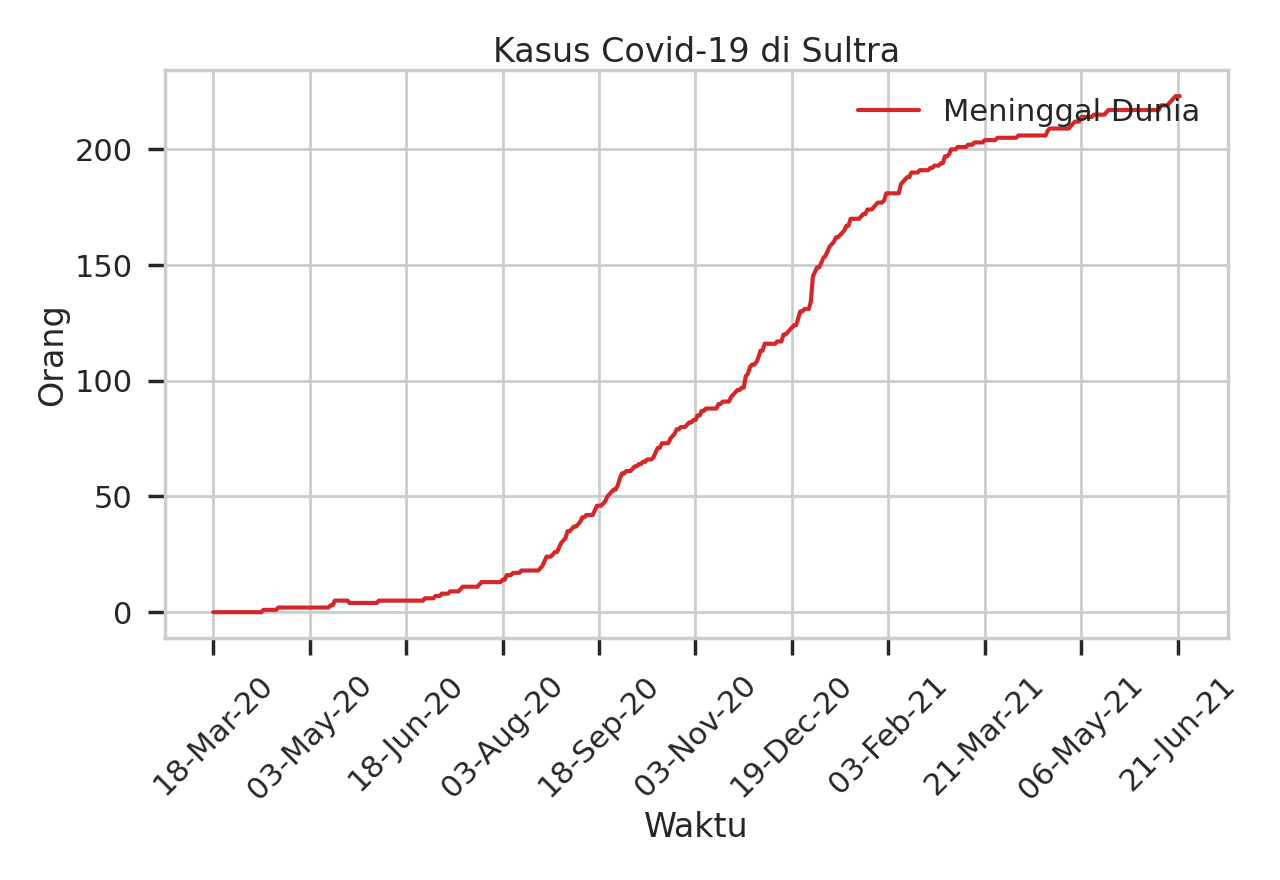 Kasus Covid-19 di Sultra
Meninggal Dunia
Orang
200
150
100
50
0
18-Mar-20
03-May-20
18-Jun-20
03-Aug-20
18-Sep-20
03-Nov-20
19-Dec-20
03-Feb-21
21-Mar-21
06-May-21
21-Jun-21
Waktu